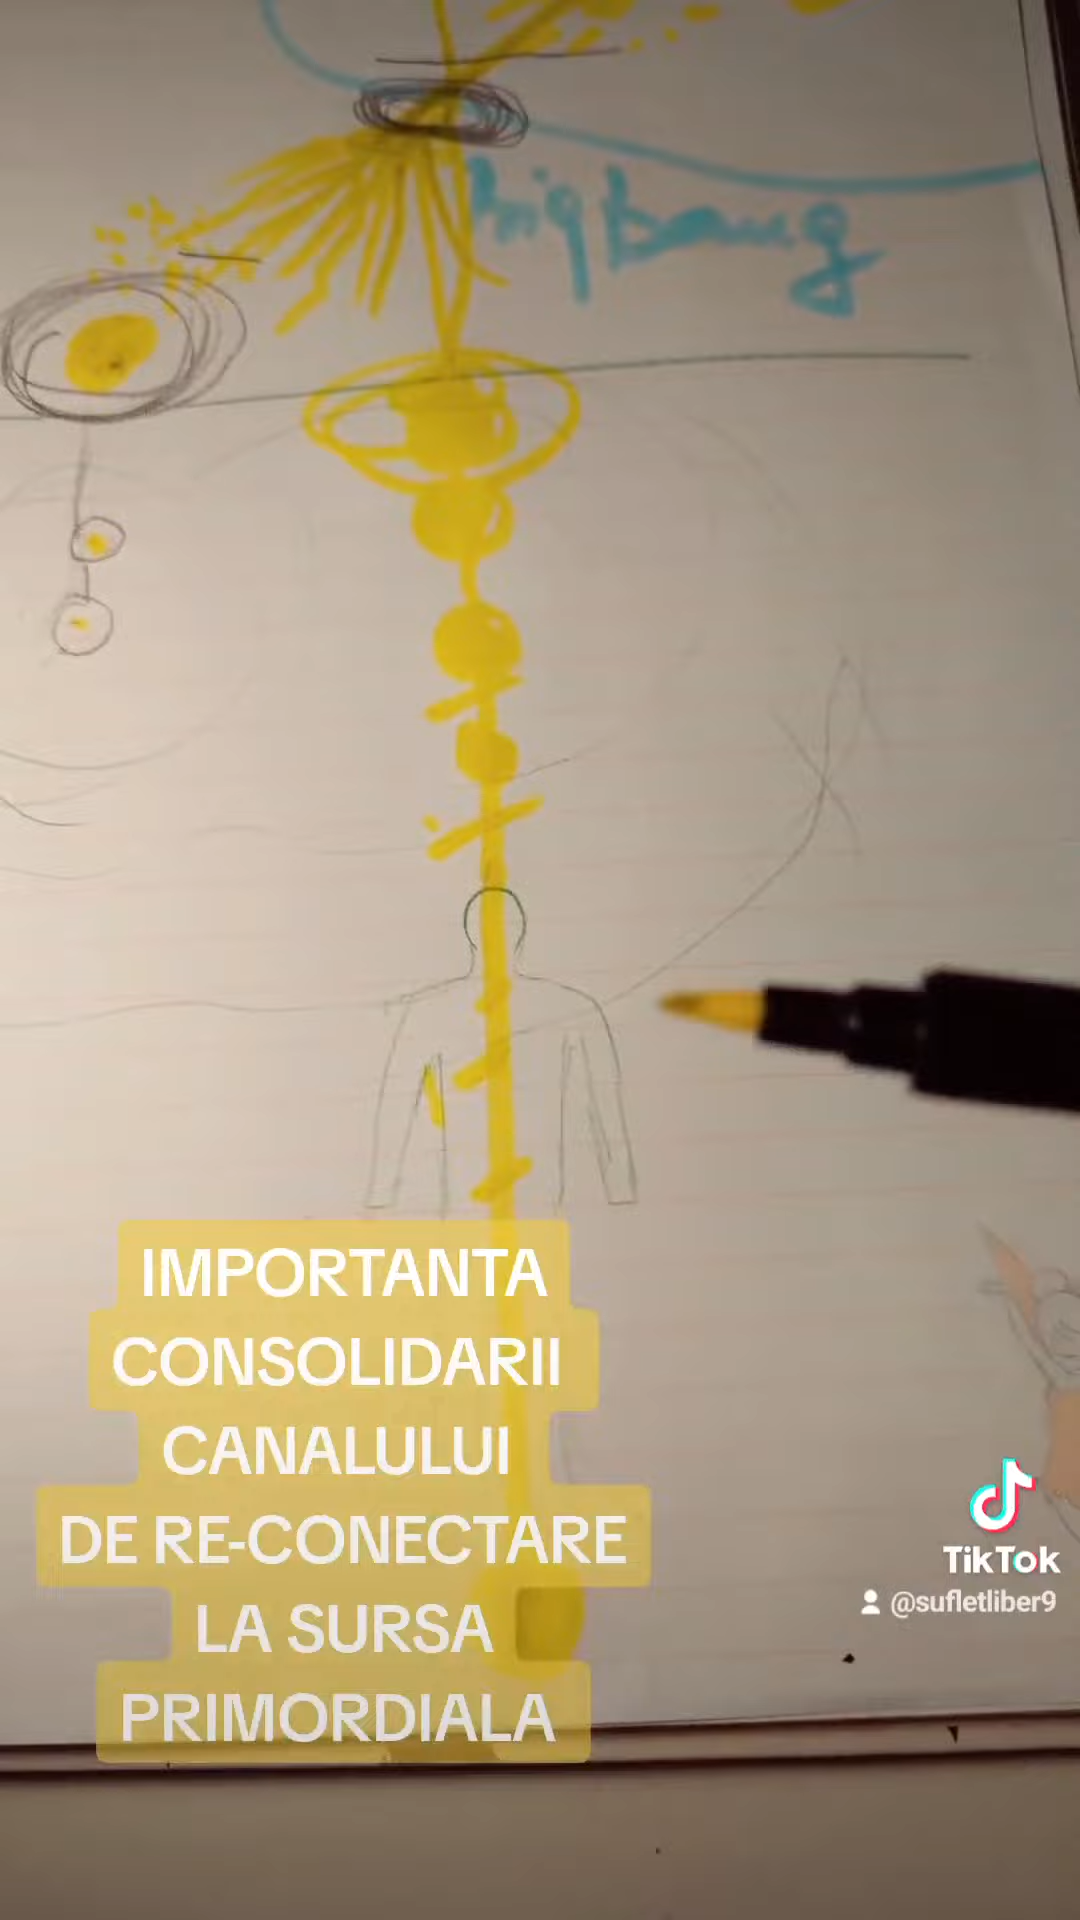 Big bang
IMPORTANTA
CONSOLIDARII
CANALULUI
DE RE-CONECTARE
LA SURSA
PRIMORDIALA
TikTok
@sufletliber9